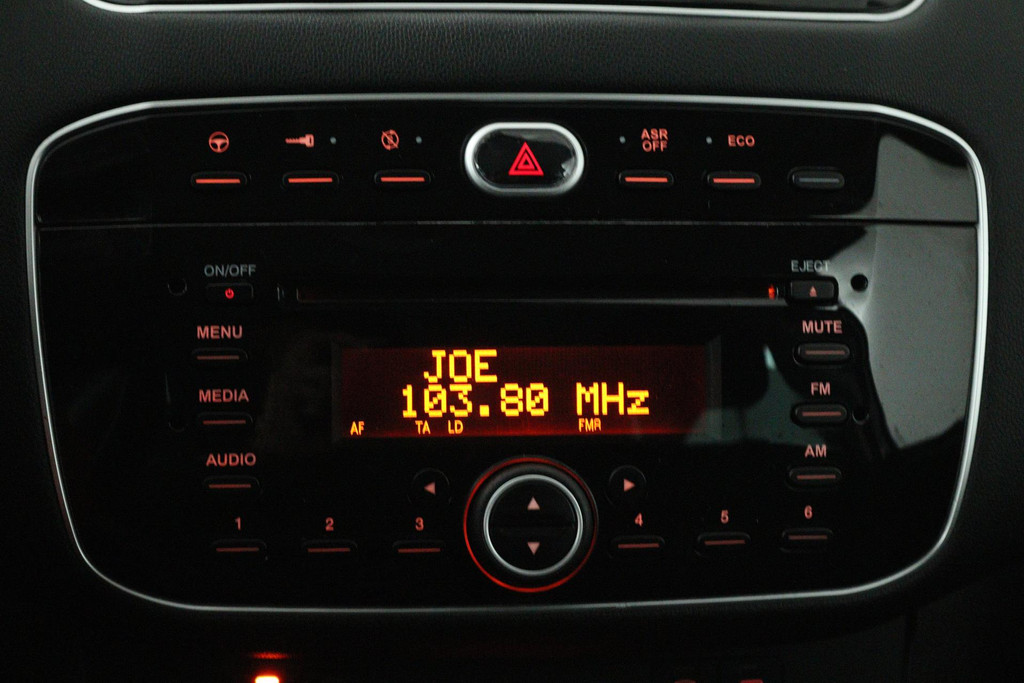 ASR
OFF
ECO
ON/OFF
EJECT
MENU
MUTE
JOE
MEDIA
FM
103.80 MHz
AF TA LD FMR
AUDIO
AM
1 2 3 4 5 6